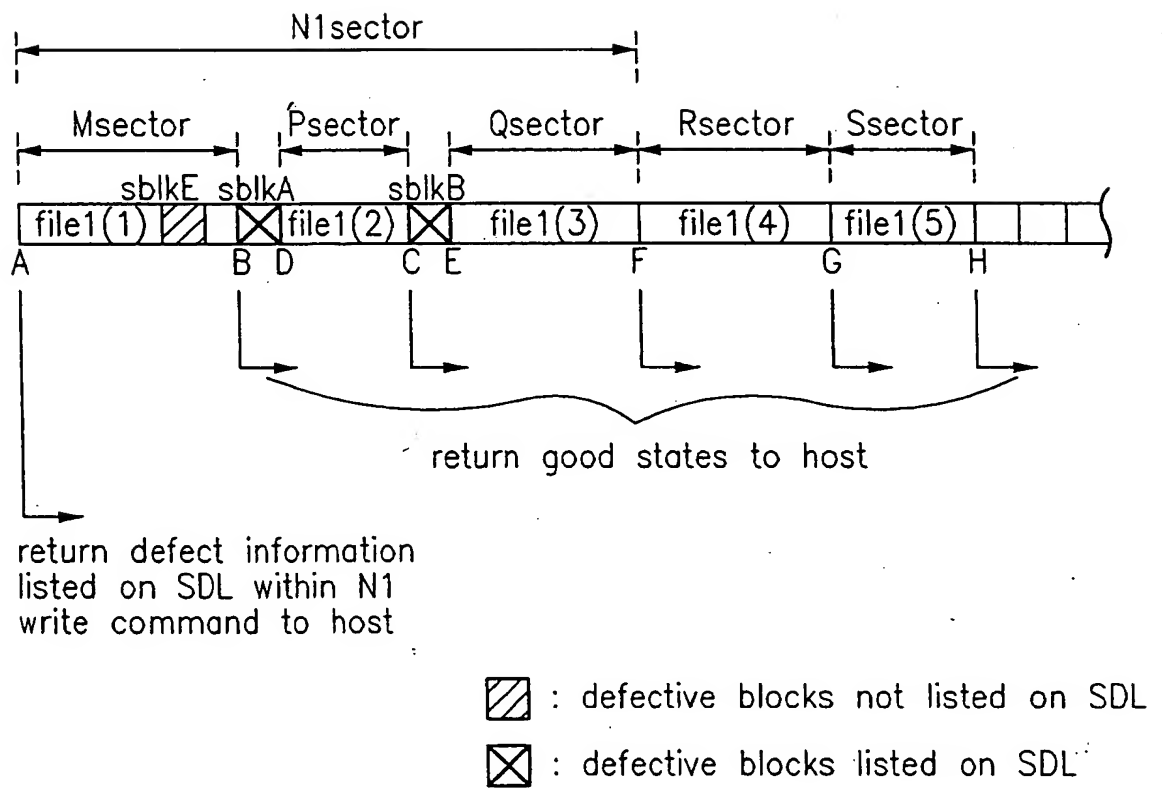 N1sector
Msector Psector Qsector Rsector Ssector
sblkE sblkA sblkB
file1(1) file1(2) file1(3) file1(4) file1(5)
A B D C E F G H
return good states to host
return defect information
listed on SDL within N1
write command to host
: defective blocks not listed on SDL
: defective blocks listed on SDL